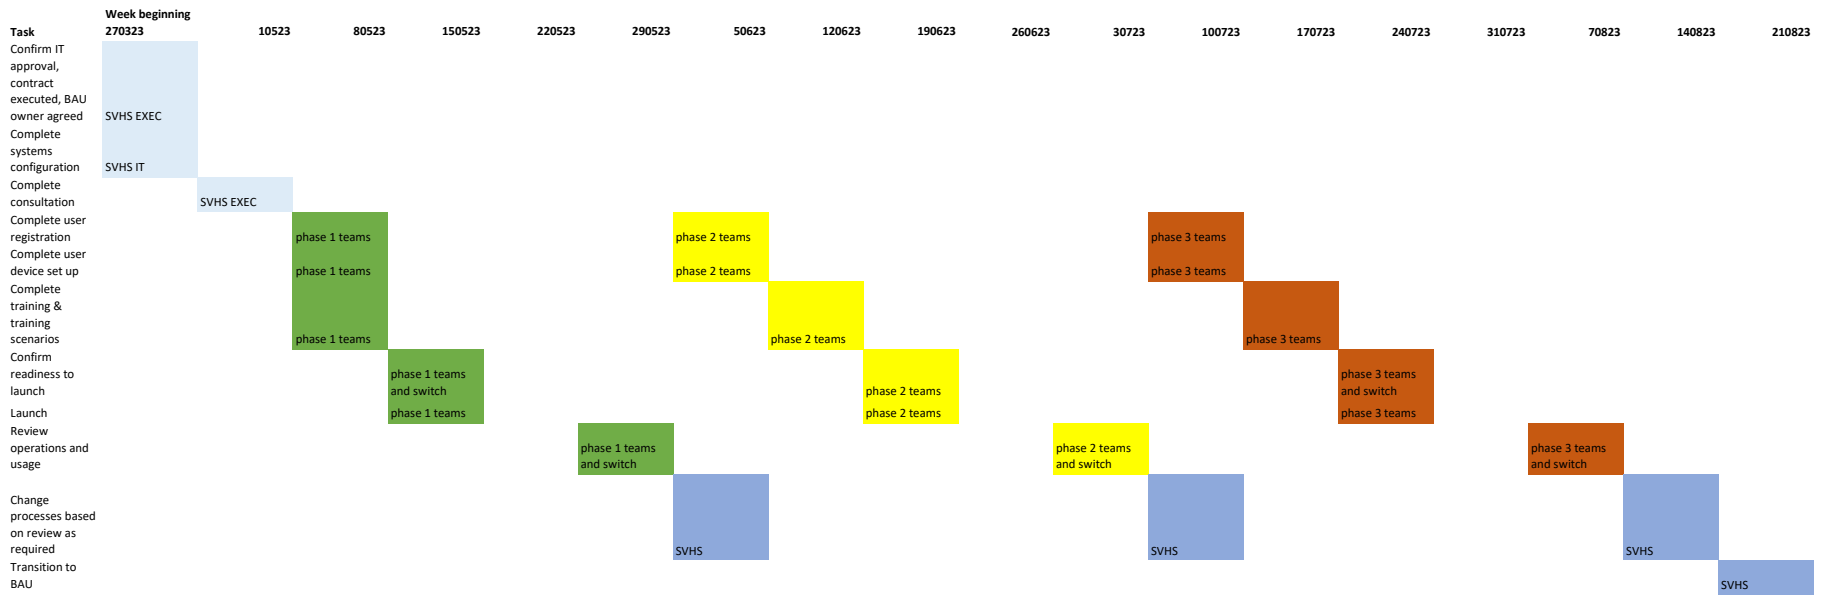 Week beginning
Task 270323 10523 80523 150523 220523 290523 50623 120623 190623 260623 30723 100723 170723 240723 310723 70823 140823 210823
Confirm IT
approval,
contract
executed, BAU
owner agreed SVHS EXEC
Complete
systems
configuration SVHS IT
Complete
consultation SVHS EXEC
Complete user
registration phase 1 teams phase 2 teams phase 3 teams
Complete user
device set up phase 1 teams phase 2 teams phase 3 teams
Complete
training &
training
scenarios phase 1 teams phase 2 teams phase 3 teams
Confirm
readiness to phase 1 teams phase 3 teams
launch and switch phase 2 teams and switch
Launch phase 1 teams phase 2 teams phase 3 teams
Review
operations and phase 1 teams phase 2 teams phase 3 teams
usage and switch and switch and switch
Change
processes based
on review as
required SVHS SVHS SVHS
Transition to
BAU SVHS